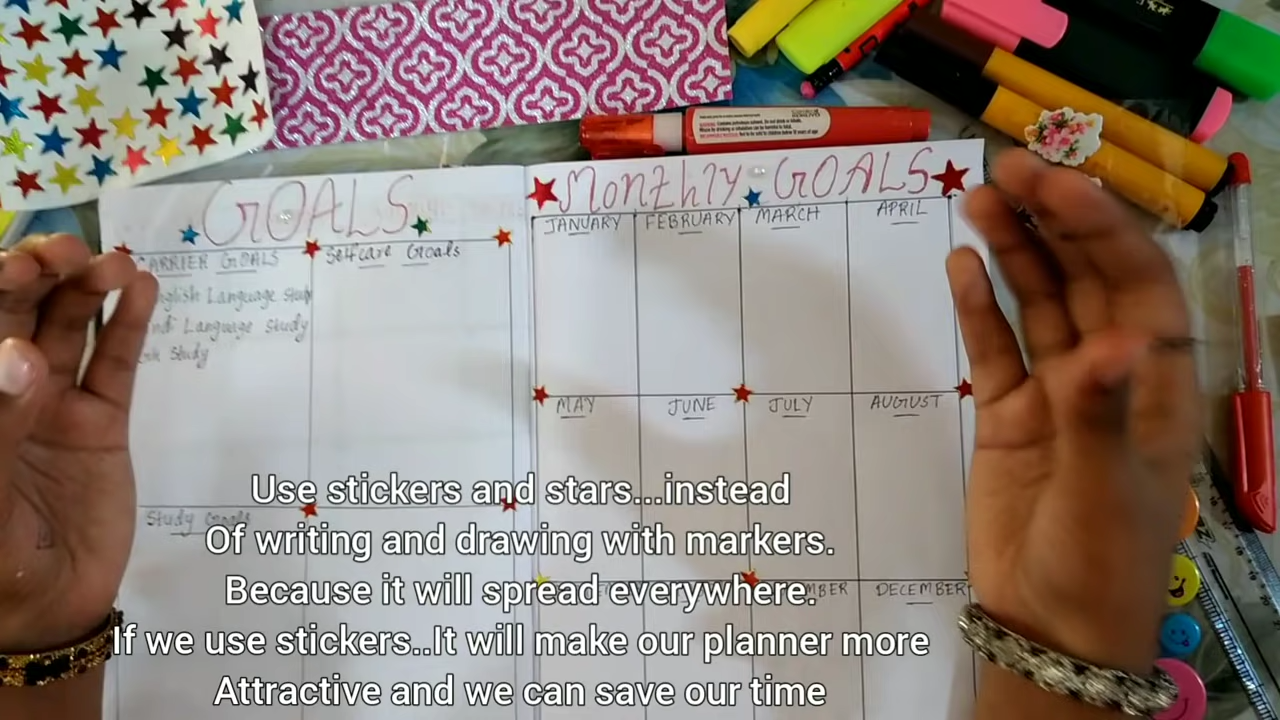 GOALS
CARRIER GOALS
Selfcare Goals
Language
Language study
study
Study Goals
Monthly GOALS
JANUARY FEBRUARY MARCH APRIL
MAY JUNE JULY AUGUST
DECEMBER
Use stickers and stars...instead
Of writing and drawing with markers.
Because it will spread everywhere.
If we use stickers..It will make our planner more
Attractive and we can save our time